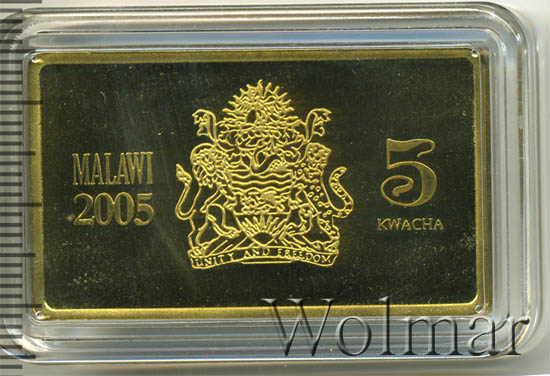 MALAWI
2005
5
KWACHA
UNITY AND FREEDOM
Wolmar